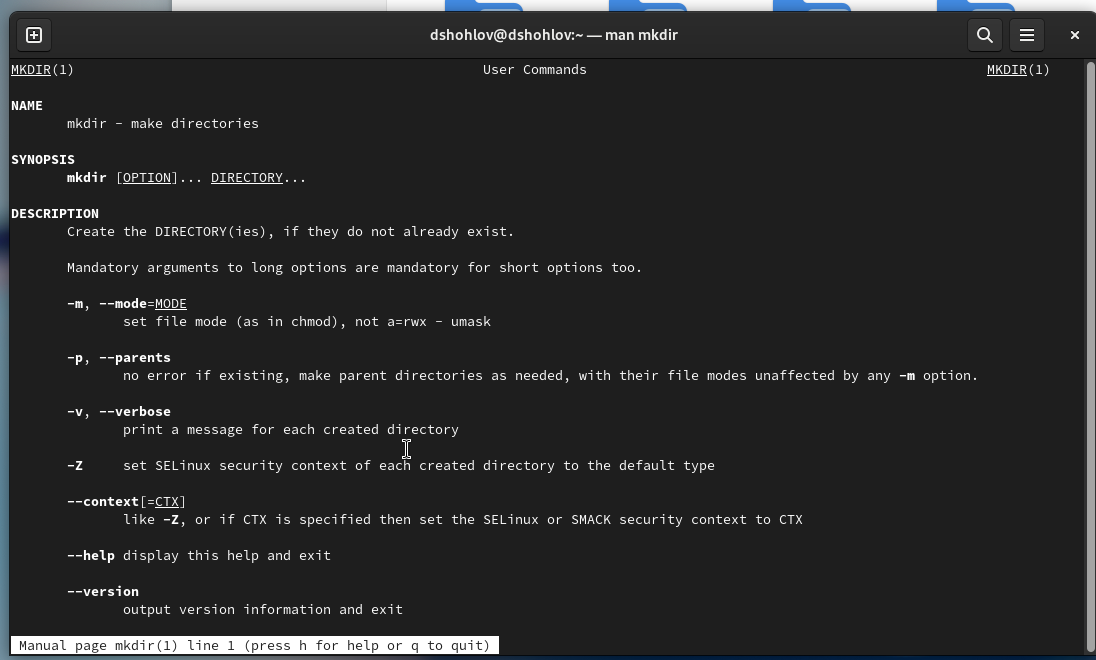 dshohlov@dshohlov:~ — man mkdir
MKDIR(1) User Commands MKDIR(1)
NAME
mkdir - make directories
SYNOPSIS
mkdir [OPTION]... DIRECTORY...
DESCRIPTION
Create the DIRECTORY(ies), if they do not already exist.
Mandatory arguments to long options are mandatory for short options too.
-m, --mode=MODE
set file mode (as in chmod), not a=rwx - umask
-p, --parents
no error if existing, make parent directories as needed, with their file modes unaffected by any -m option.
-v, --verbose
print a message for each created directory
-Z set SELinux security context of each created directory to the default type
--context[=CTX]
like -Z, or if CTX is specified then set the SELinux or SMACK security context to CTX
--help display this help and exit
--version
output version information and exit
Manual page mkdir(1) line 1 (press h for help or q to quit)